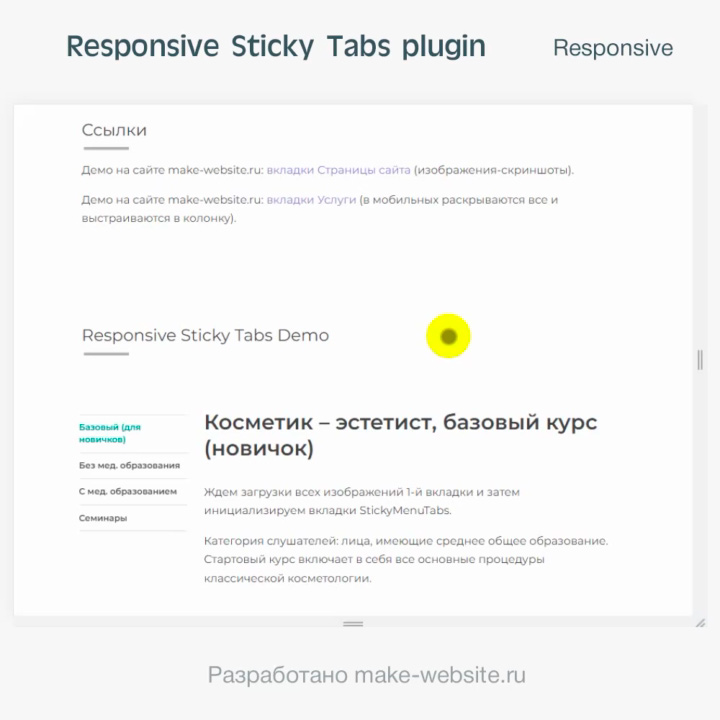 Responsive Sticky Tabs plugin
Responsive
Ссылки
Демо на сайте make-website.ru: вкладки Страницы сайта (изображения-скриншоты).
Демо на сайте make-website.ru: вкладки Услуги (в мобильных раскрываются все и
выстраиваются в колонку).
Responsive Sticky Tabs Demo
Базовый (для
новичков)
Без мед. образования
С мед. образованием
Семинары
Косметик – эстетист, базовый курс
(новичок)
Ждем загрузки всех изображений 1-й вкладки и затем
инициализируем вкладки StickyMenuTabs.
Категория слушателей: лица, имеющие среднее общее образование.
Стартовый курс включает в себя все основные процедуры
классической косметологии.
Разработано make-website.ru